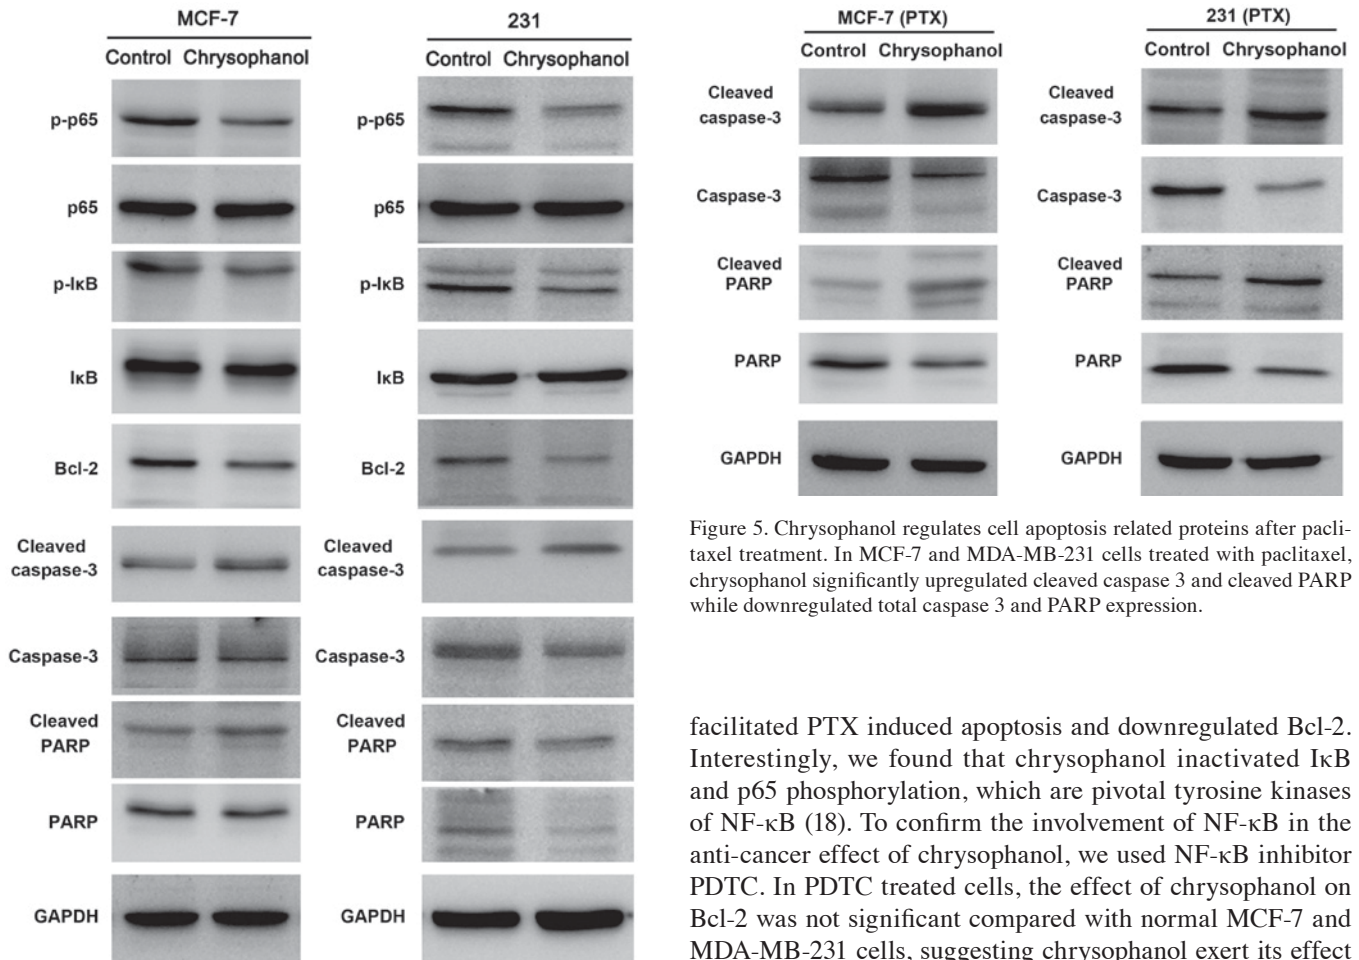 MCF-7
Control Chrysophanol
p-p65
p65
p-IκB
IκB
Bcl-2
Cleaved
caspase-3
Caspase-3
Cleaved
PARP
PARP
GAPDH
231
Control Chrysophanol
p-p65
p65
p-IκB
IκB
Bcl-2
Cleaved
caspase-3
Caspase-3
Cleaved
PARP
PARP
GAPDH
MCF-7 (PTX)
Control Chrysophanol
Cleaved
caspase-3
Caspase-3
Cleaved
PARP
PARP
GAPDH
231 (PTX)
Control Chrysophanol
Cleaved
caspase-3
Caspase-3
Cleaved
PARP
PARP
GAPDH
Figure 5. Chrysophanol regulates cell apoptosis related proteins after pacli-
taxel treatment. In MCF-7 and MDA-MB-231 cells treated with paclitaxel,
chrysophanol significantly upregulated cleaved caspase 3 and cleaved PARP
while downregulated total caspase 3 and PARP expression.
facilitated PTX induced apoptosis and downregulated Bcl-2.
Interestingly, we found that chrysophanol inactivated IκB
and p65 phosphorylation, which are pivotal tyrosine kinases
of NF-κB (18). To confirm the involvement of NF-κB in the
anti-cancer effect of chrysophanol, we used NF-κB inhibitor
PDTC. In PDTC treated cells, the effect of chrysophanol on
Bcl-2 was not significant compared with normal MCF-7 and
MDA-MB-231 cells, suggesting chrysophanol exert its effect